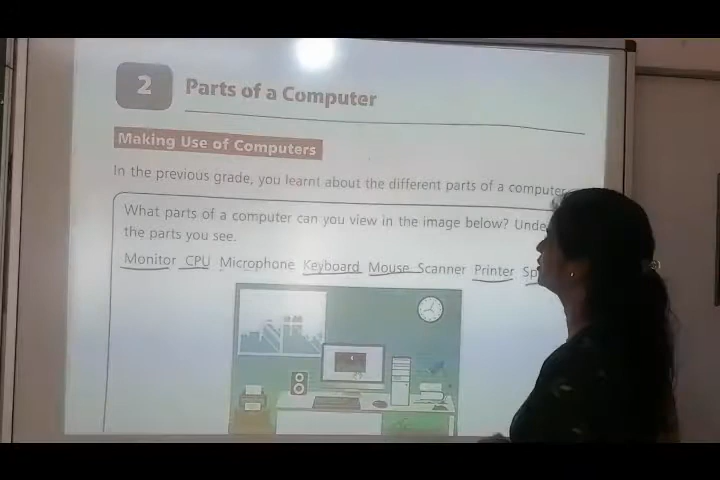 2
Parts of a Computer
Making Use of Computers
In the previous grade, you learnt about the different parts of a computer
What parts of a computer can you view in the image below? Unde
the parts you see.
Monitor CPU Microphone Keyboard Mouse Scanner Printer Sp